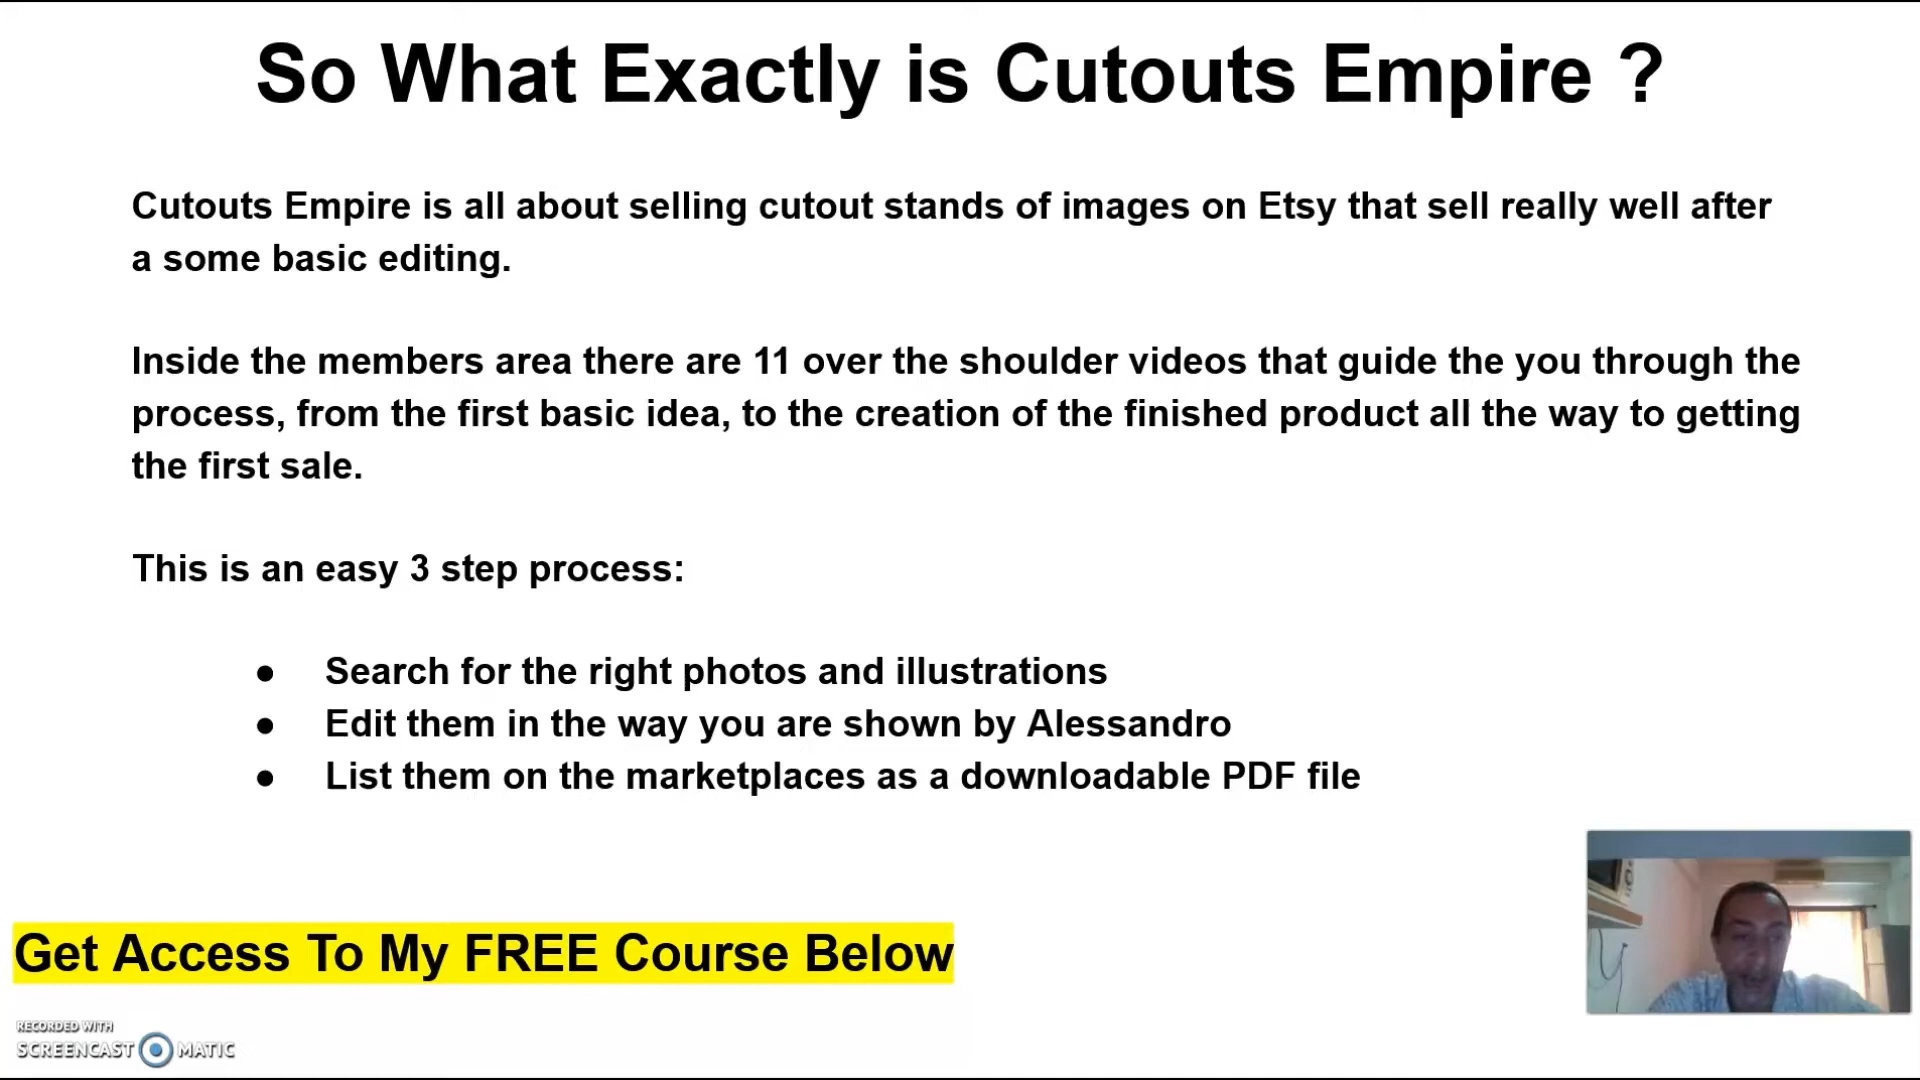 So What Exactly is Cutouts Empire ?
Cutouts Empire is all about selling cutout stands of images on Etsy that sell really well after
a some basic editing.
Inside the members area there are 11 over the shoulder videos that guide the you through the
process, from the first basic idea, to the creation of the finished product all the way to getting
the first sale.
This is an easy 3 step process:
● Search for the right photos and illustrations
● Edit them in the way you are shown by Alessandro
● List them on the marketplaces as a downloadable PDF file
Get Access To My FREE Course Below
RECORDED WITH
SCREENCAST MATIC